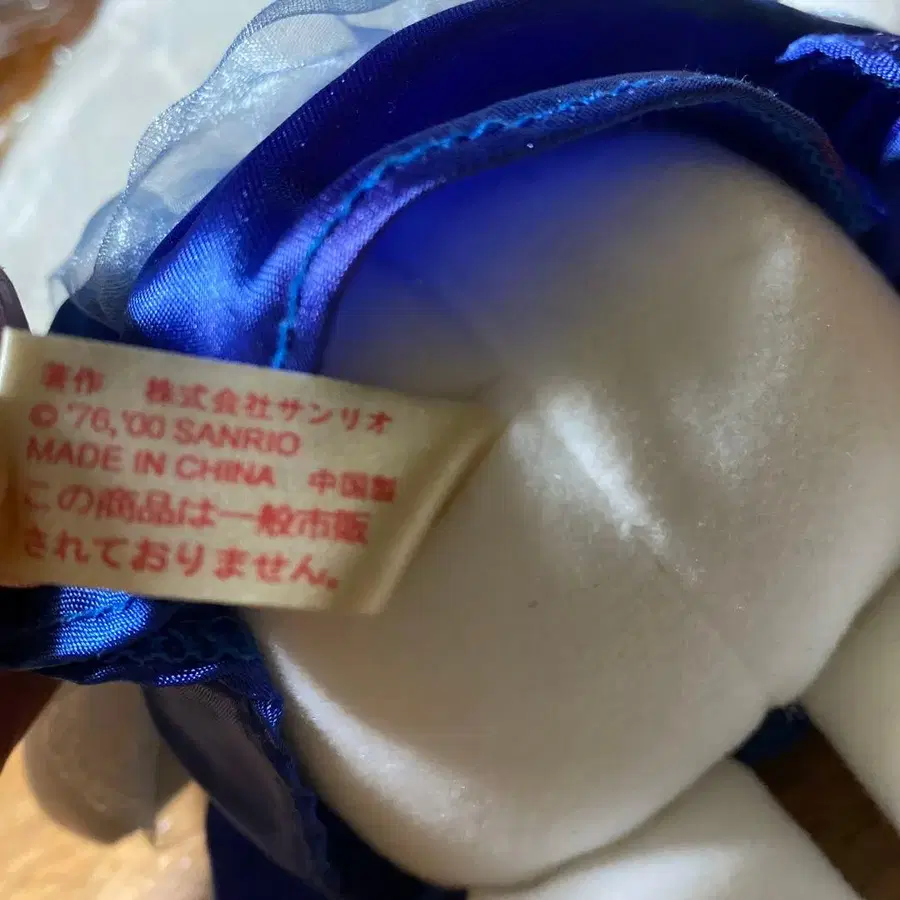 著作 株式会社サンリオ
© '76, '00 SANRIO
MADE IN CHINA 中国製
この商品は一般市販
されておりません。